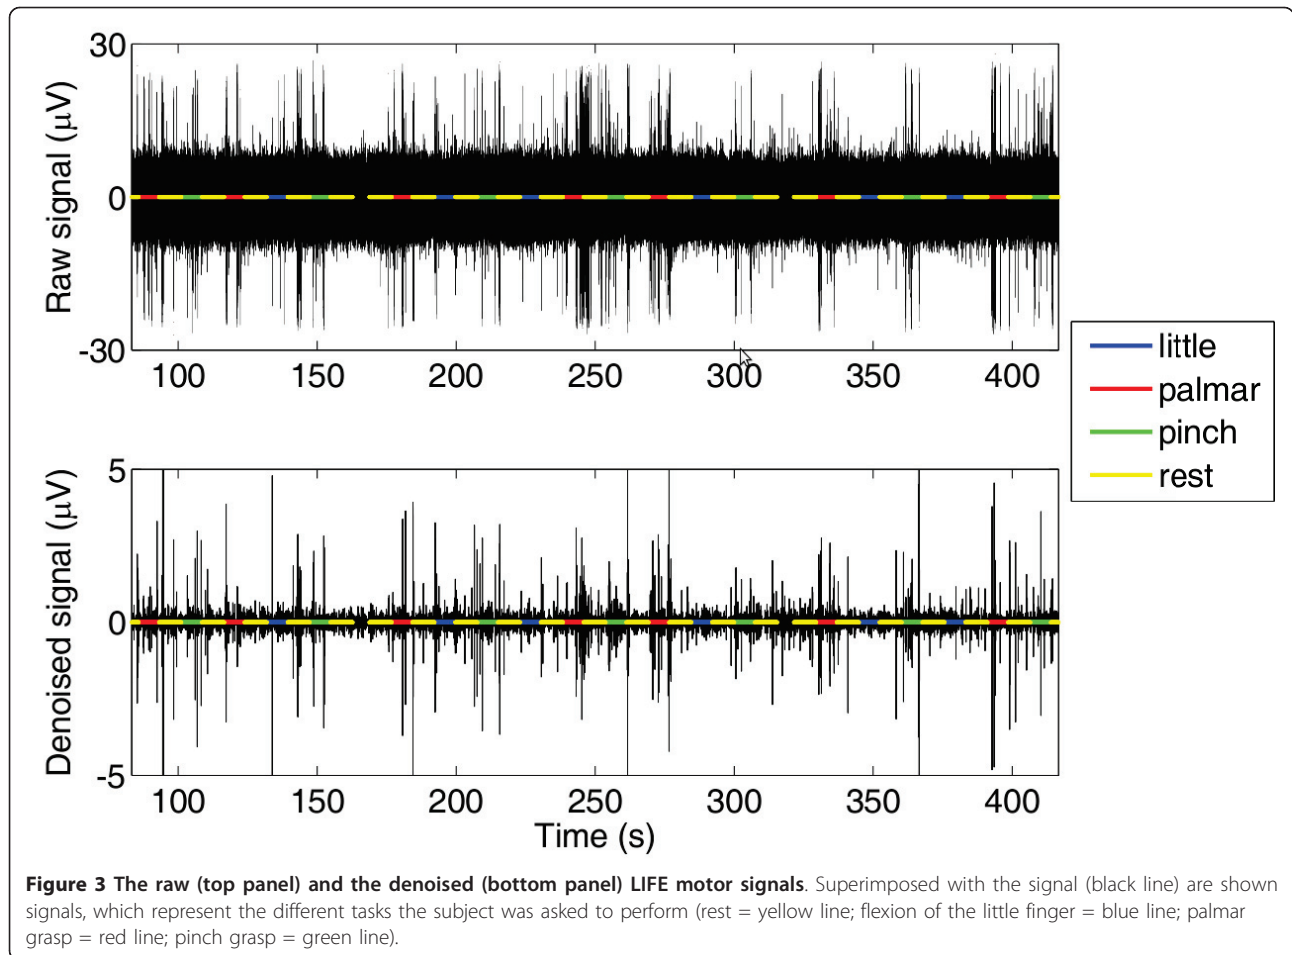 30
0
-30
Raw signal (μV)
100 150 200 250 300 350 400
little
palmar
pinch
rest
5
0
-5
Denoised signal (μV)
100 150 200 250 300 350 400
Time (s)
Figure 3 The raw (top panel) and the denoised (bottom panel) LIFE motor signals. Superimposed with the signal (black line) are shown
signals, which represent the different tasks the subject was asked to perform (rest = yellow line; flexion of the little finger = blue line; palmar
grasp = red line; pinch grasp = green line).